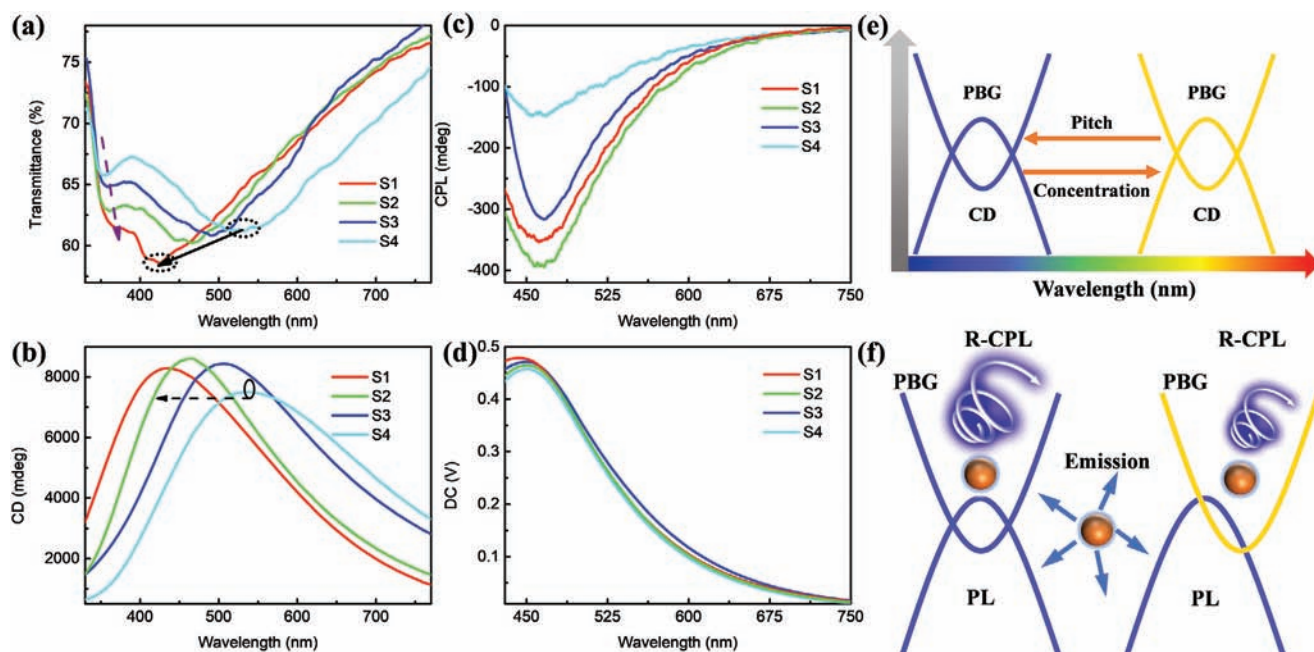 (a)
75
70
65
60
Transmittance (%)
400 500 600 700
Wavelength (nm)
S1
S2
S3
S4
(c)
0
-100
-200
-300
-400
CPL (mdeg)
450 525 600 675 750
Wavelength (nm)
S1
S2
S3
S4
(e)
PBG PBG
Pitch
Concentration
CD CD
Wavelength (nm)
(b)
8000
6000
4000
2000
CD (mdeg)
400 500 600 700
Wavelength (nm)
S1
S2
S3
S4
(d)
0.5
0.4
0.3
0.2
0.1
DC (V)
450 525 600 675 750
Wavelength (nm)
S1
S2
S3
S4
(f)
R-CPL R-CPL
PBG PBG
Emission
PL PL